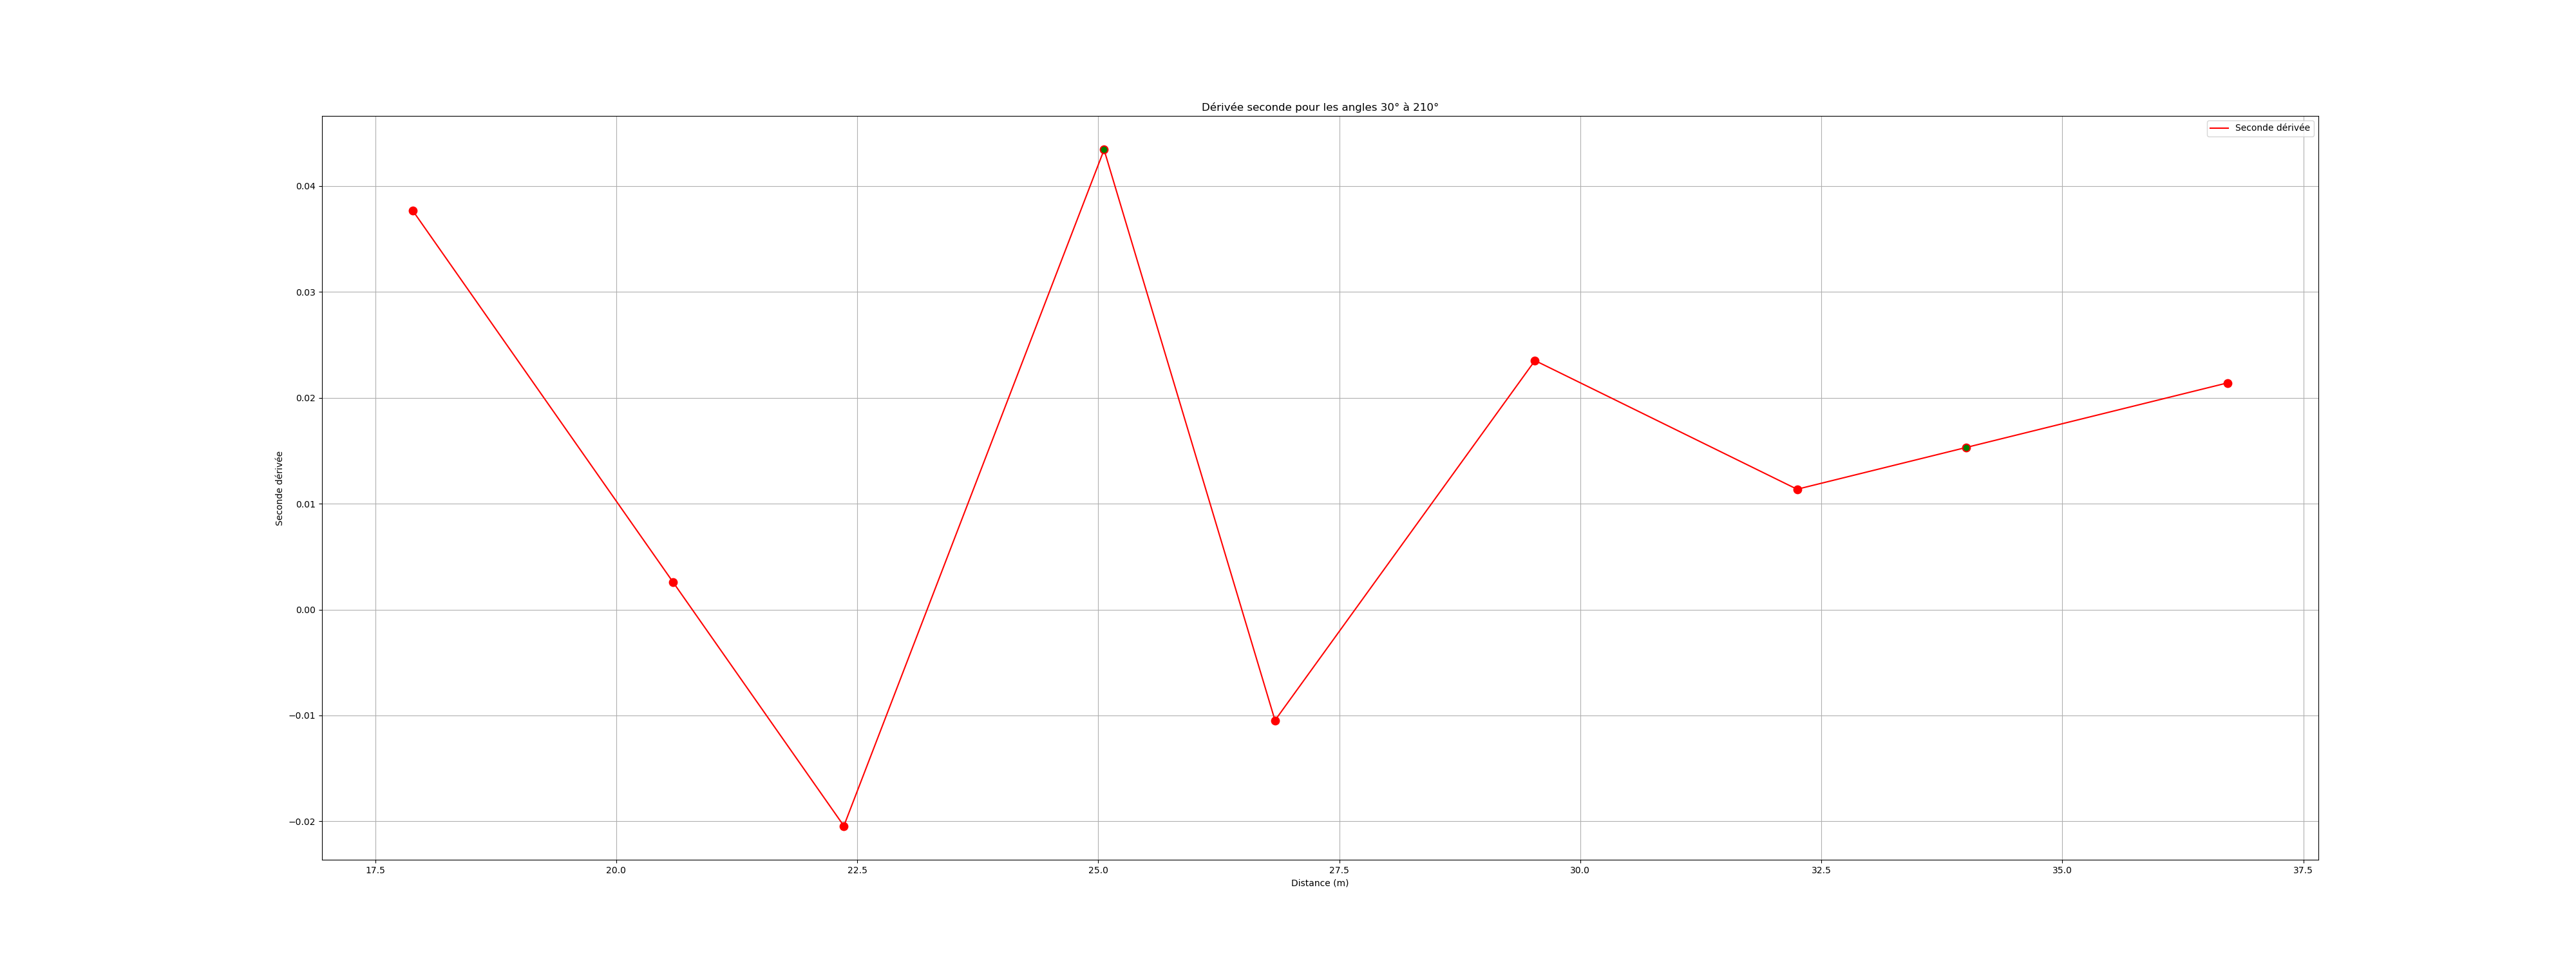 Dérivée seconde pour les angles 30° à 210°
Seconde dérivée
0.04
0.03
0.02
0.01
0.00
−0.01
−0.02
Seconde dérivée
17.5 20.0 22.5 25.0 27.5 30.0 32.5 35.0 37.5
Distance (m)